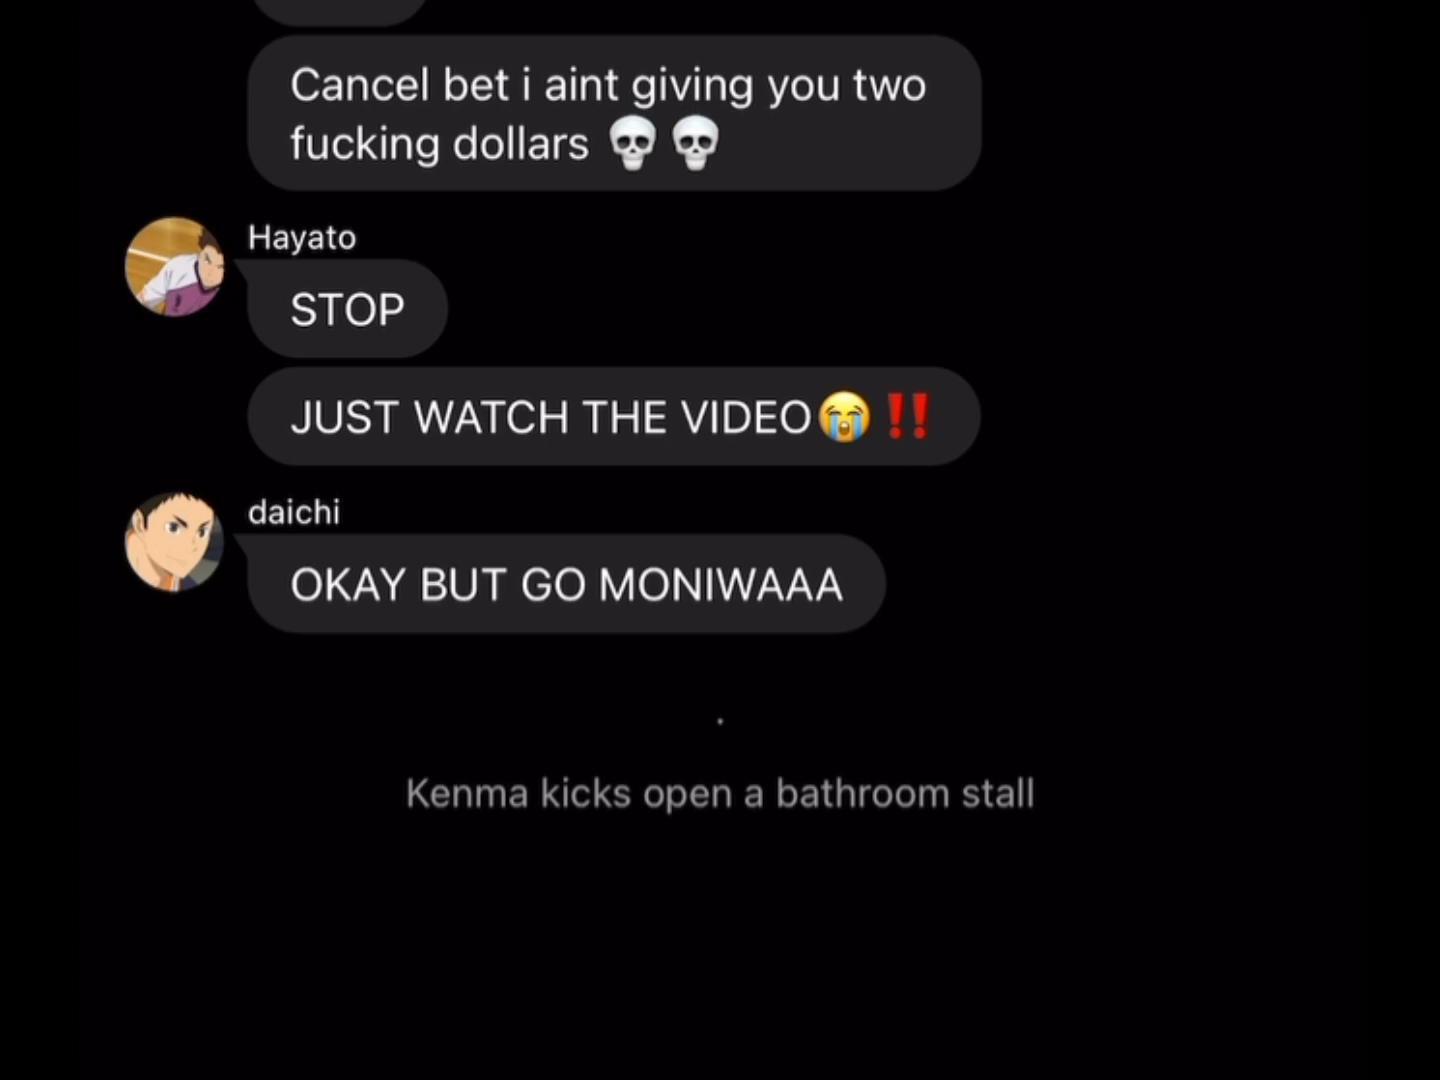 Cancel bet i aint giving you two
fucking dollars 💀💀
Hayato
STOP
JUST WATCH THE VIDEO😭‼️
daichi
OKAY BUT GO MONIWAAA
.
Kenma kicks open a bathroom stall